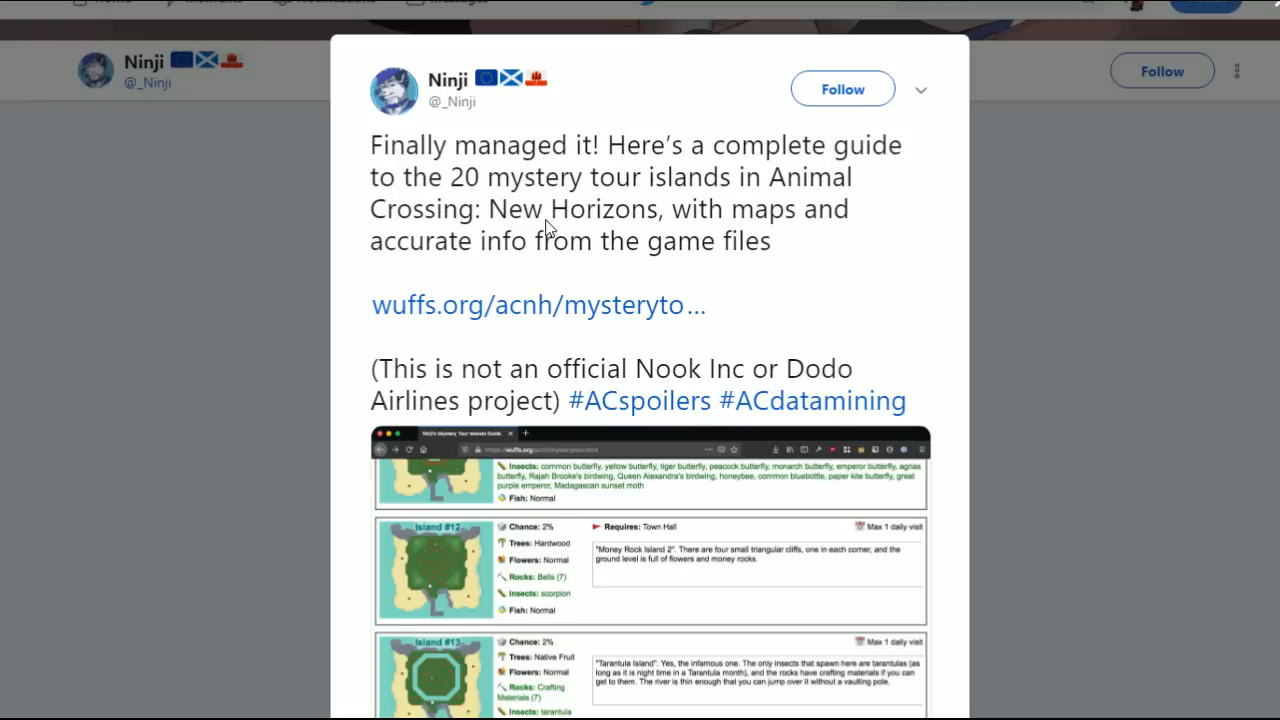 Ninji
@_Ninji
Follow
Ninji
@_Ninji
Follow
Finally managed it! Here’s a complete guide
to the 20 mystery tour islands in Animal
Crossing: New Horizons, with maps and
accurate info from the game files
wuffs.org/acnh/mysteryto…
(This is not an official Nook Inc or Dodo
Airlines project) #ACspoilers #ACdatamining
Ninji's Mystery Tour Islands Guide
Insects: common butterfly, yellow butterfly, tiger butterfly, peacock butterfly, monarch butterfly, emperor butterfly, agrias
butterfly, Rajah Brooke's birdwing, Queen Alexandra's birdwing, honeybee, common bluebottle, paper kite butterfly, great
purple emperor, Madagascan sunset moth
Fish: Normal
Island #12
Chance: 2%
Requires: Town Hall
Max 1 daily visit
Trees: Hardwood
"Money Rock Island 2". There are four small triangular cliffs, one in each corner, and the
ground level is full of flowers and money rocks.
Flowers: Normal
Rocks: Bells (7)
Insects: scorpion
Fish: Normal
Island #13
Chance: 2%
Max 1 daily visit
Trees: Native Fruit
"Tarantula Island". Yes, the infamous one. The only insects that spawn here are tarantulas (as
long as it is night time in a Tarantula month), and the rocks have crafting materials if you can
get to them. The river is thin enough that you can jump over it without a vaulting pole.
Flowers: Normal
Rocks: Crafting
Materials (7)
Insects: tarantula